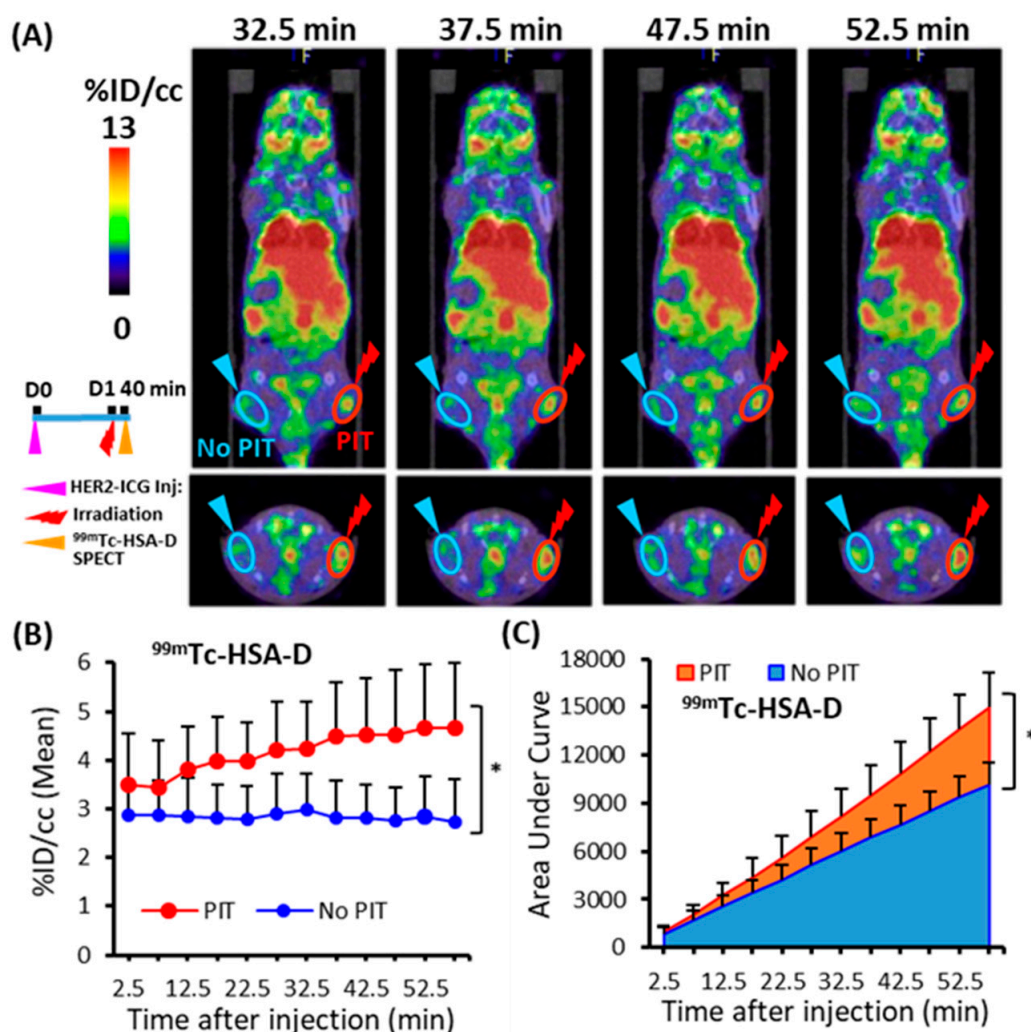 (A)
32.5 min 37.5 min 47.5 min 52.5 min
%ID/cc
13
0
D0 D1 40 min
No PIT PIT
HER2-ICG Inj:
Irradiation
99mTc-HSA-D
SPECT
(B)
99mTc-HSA-D
%ID/cc (Mean)
6
5
4
3
2
1
0
PIT No PIT
*
2.5 12.5 22.5 32.5 42.5 52.5
Time after injection (min)
(C)
PIT No PIT
99mTc-HSA-D
Area Under Curve
18000
15000
12000
9000
6000
3000
0
*
2.5 12.5 22.5 32.5 42.5 52.5
Time after injection (min)